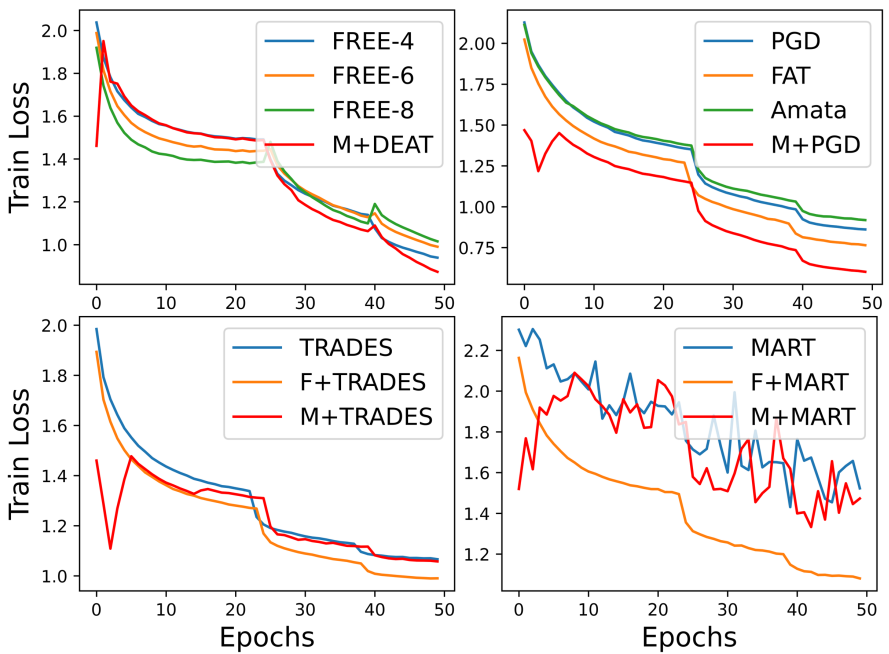 Train Loss
2.0
1.8
1.6
1.4
1.2
1.0
0 10 20 30 40 50
FREE-4
FREE-6
FREE-8
M+DEAT
2.00
1.75
1.50
1.25
1.00
0.75
0 10 20 30 40 50
PGD
FAT
Amata
M+PGD
Train Loss
2.0
1.8
1.6
1.4
1.2
1.0
0 10 20 30 40 50
Epochs
TRADES
F+TRADES
M+TRADES
2.2
2.0
1.8
1.6
1.4
1.2
0 10 20 30 40 50
Epochs
MART
F+MART
M+MART